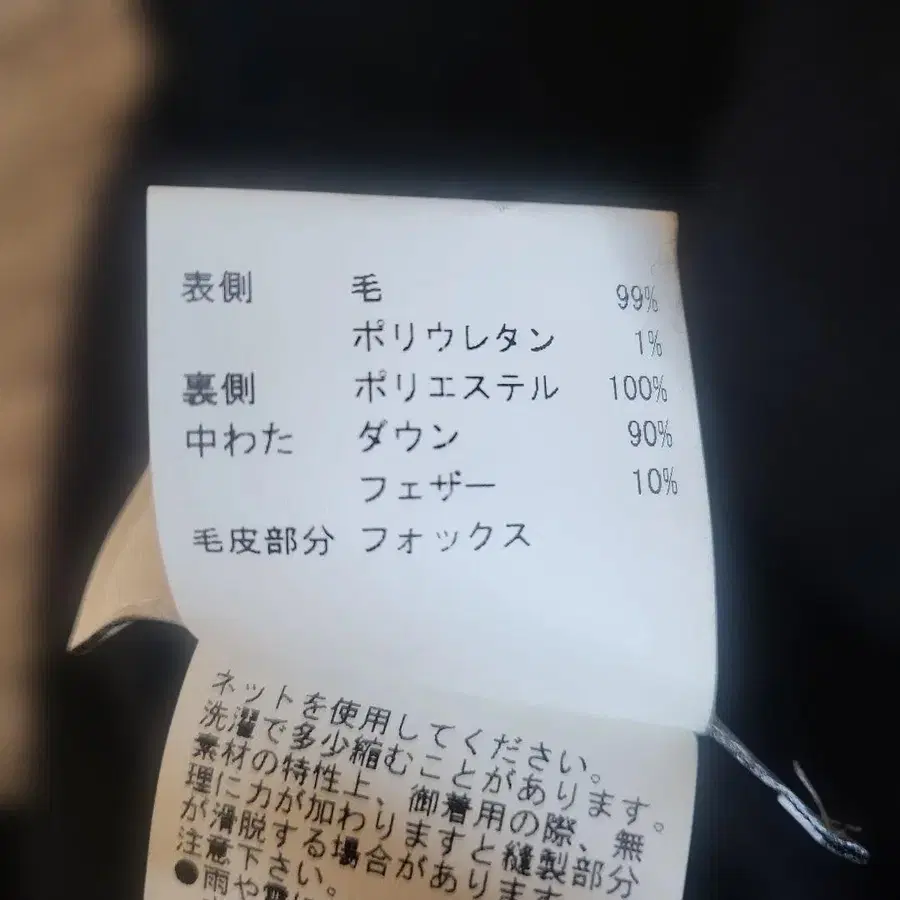 表側 毛 99%
ポリウレタン 1%
裏側 ポリエステル 100%
中わた ダウン 90%
フェザー 10%
毛皮部分 フォックス
ネットを使用してください。
洗濯で多少縮むことがあります。
素材の特性上、御着用の際、無
理に力が加わりますと縫製部分
が滑脱する場合があります
注意下さい。
●雨や